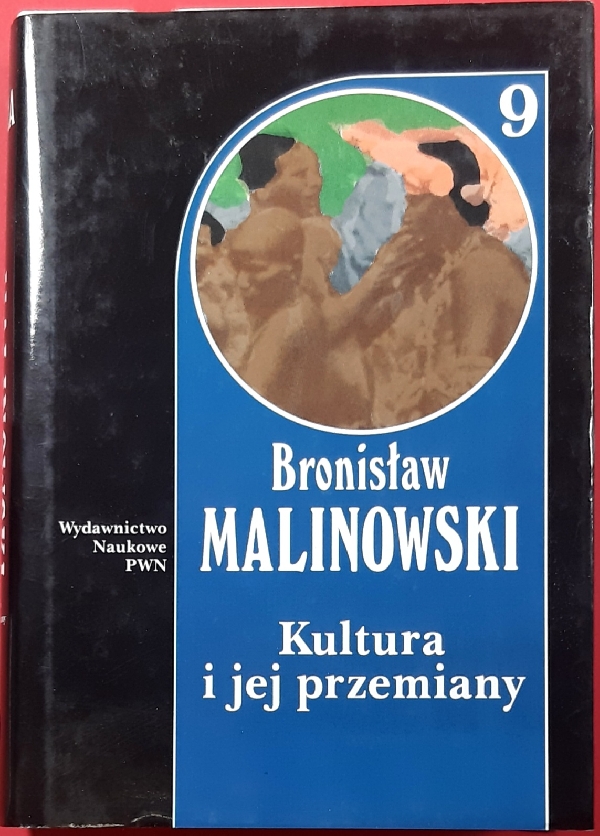 9
Bronisław
MALINOWSKI
Wydawnictwo
Naukowe
PWN
Kultura
i jej przemiany